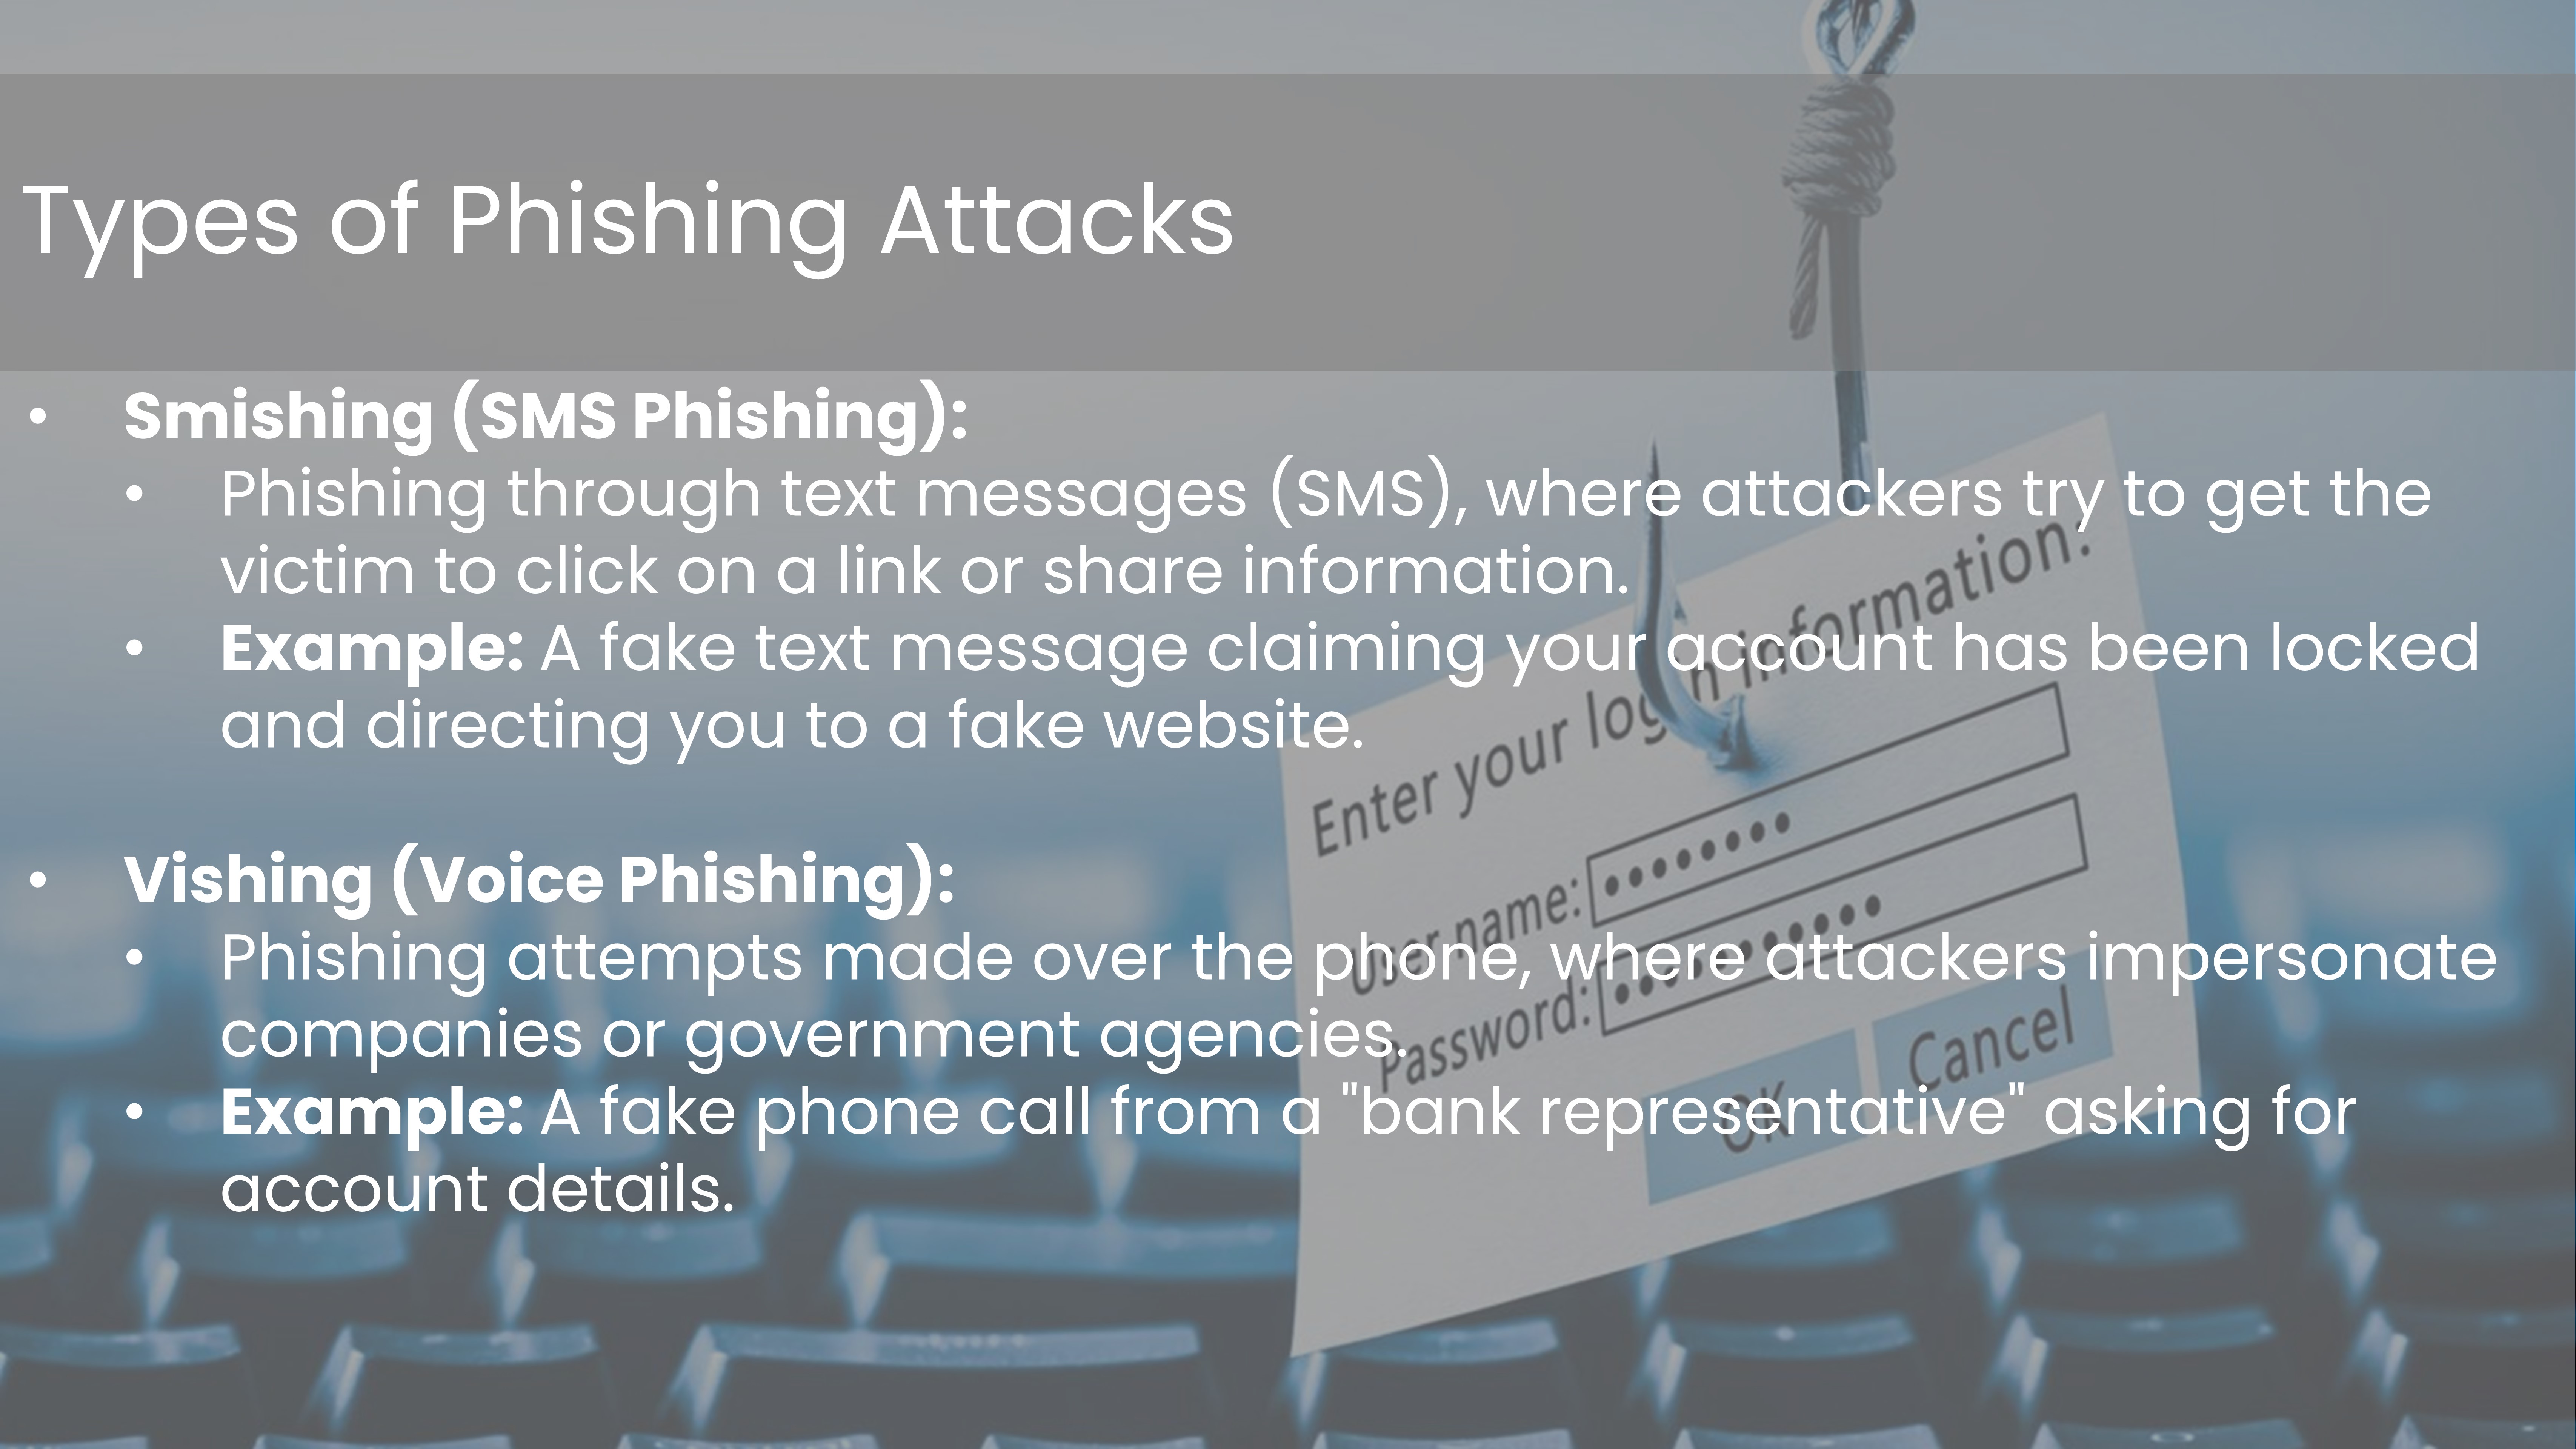 Types of Phishing Attacks
• Smishing (SMS Phishing):
• Phishing through text messages (SMS), where attackers try to get the
victim to click on a link or share information.
• Example: A fake text message claiming your account has been locked
and directing you to a fake website.
• Vishing (Voice Phishing):
• Phishing attempts made over the phone, where attackers impersonate
companies or government agencies.
• Example: A fake phone call from a "bank representative" asking for
account details.
Enter your login information:
User name:
Password:
OK Cancel